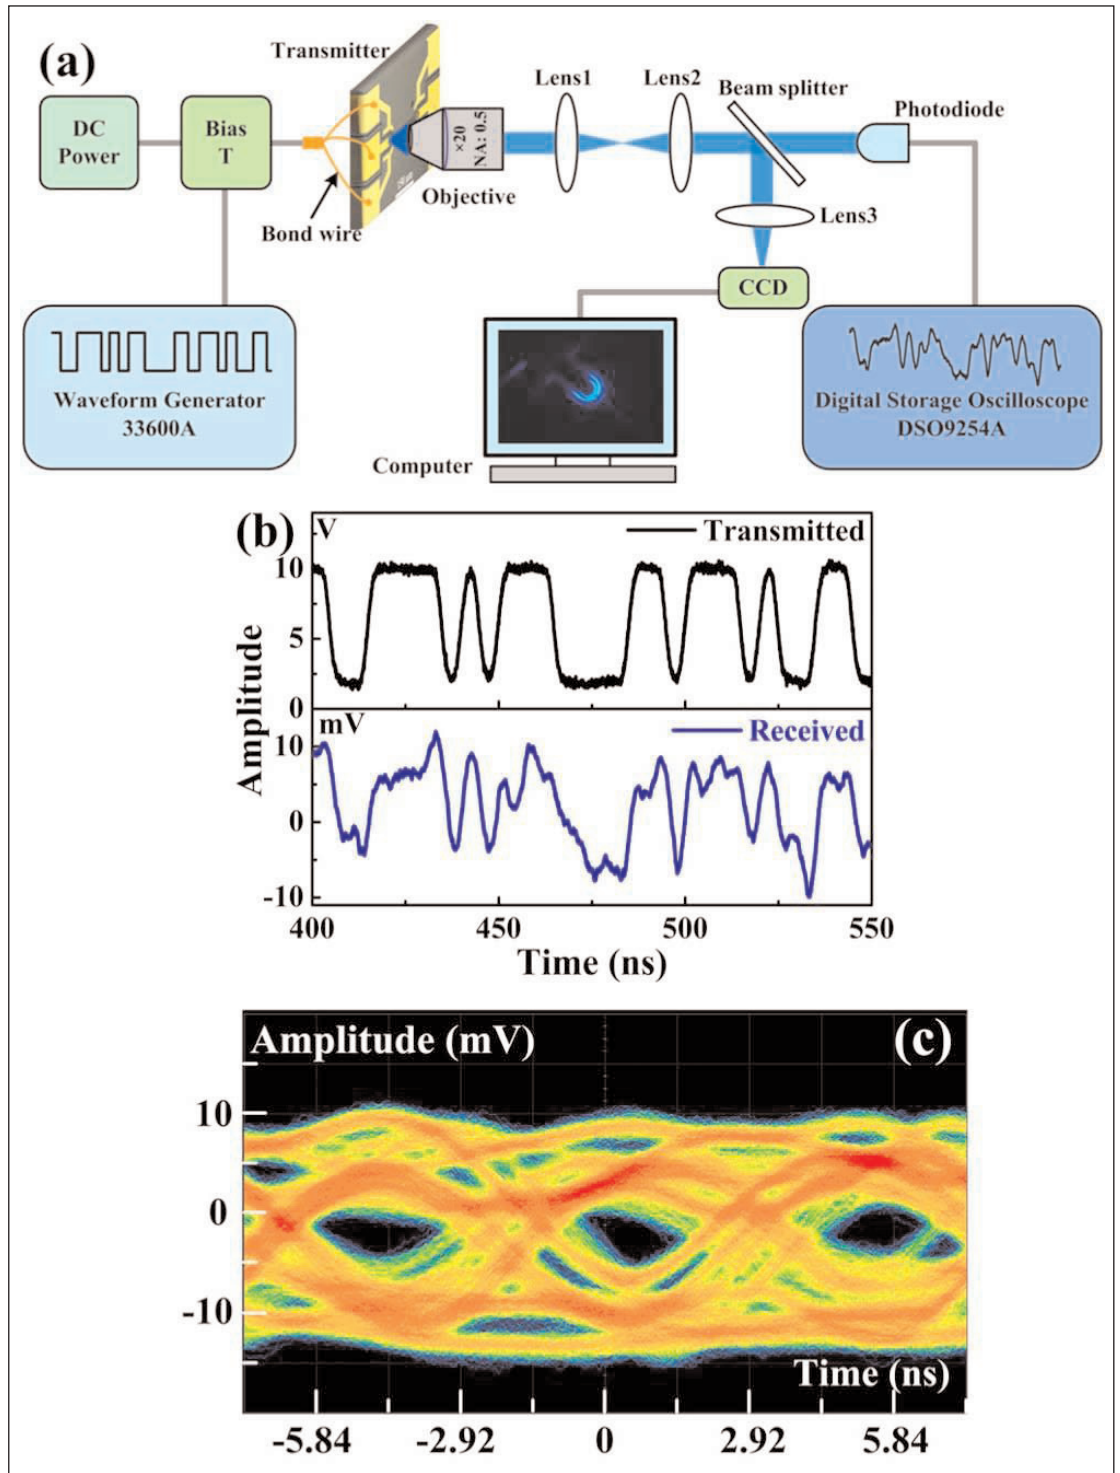 (a)
Transmitter
DC
Power
Bias
T
×20
NA: 0.5
Objective
Bond wire
Lens1
Lens2
Beam splitter
Photodiode
Lens3
CCD
Waveform Generator
33600A
Computer
Digital Storage Oscilloscope
DSO9254A
(b)
V
Transmitted
10
5
0
mV
Received
10
0
-10
Amplitude
400
450
500
550
Time (ns)
Amplitude (mV)
(c)
10
0
-10
Time (ns)
-5.84
-2.92
0
2.92
5.84